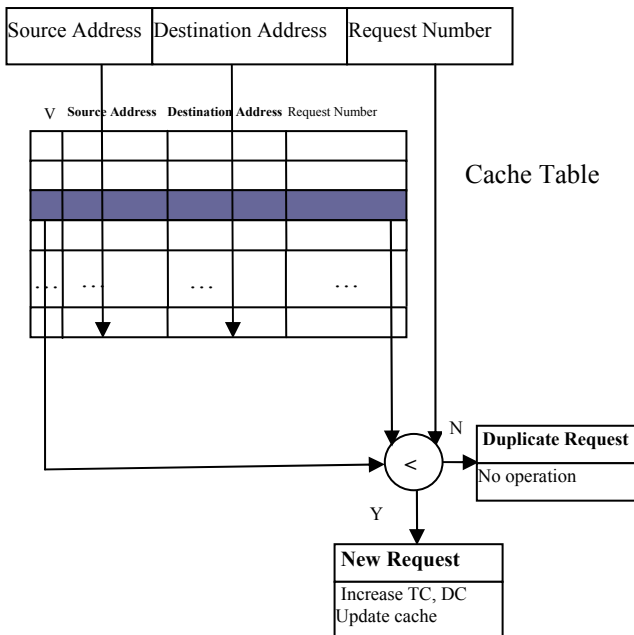 Source Address Destination Address Request Number
V Source Address Destination Address Request Number
Cache Table
... ... ... ...
N
Duplicate Request
<
No operation
Y
New Request
Increase TC, DC
Update cache